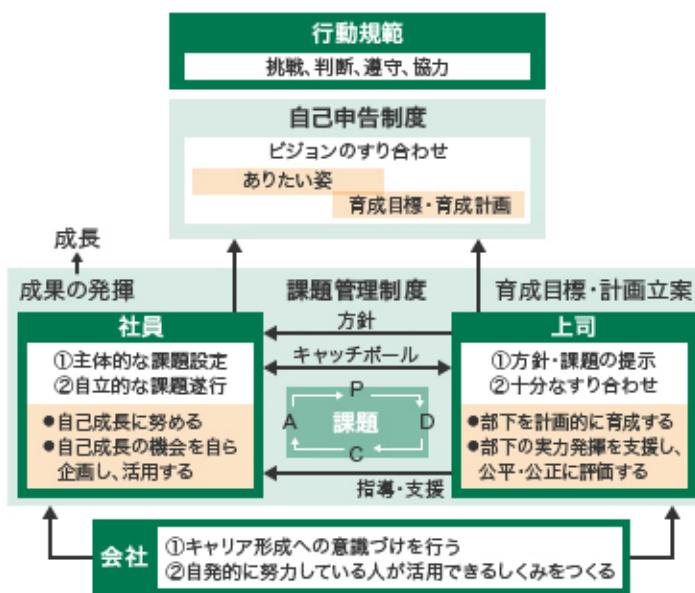 行動規範
挑戦、判断、遵守、協力
自己申告制度
ビジョンのすり合わせ
ありたい姿
育成目標・育成計画
成長
成果の発揮
課題管理制度
育成目標・計画立案
社員
①主体的な課題設定
②自立的な課題遂行
●自己成長に努める
●自己成長の機会を自ら
企画し、活用する
方針
キャッチボール
P
A
課題
D
C
指導・支援
上司
①方針・課題の提示
②十分なすり合わせ
●部下を計画的に育成する
●部下の実力発揮を支援し、
公平・公正に評価する
会社
①キャリア形成への意識づけを行う
②自発的に努力している人が活用できるしくみをつくる